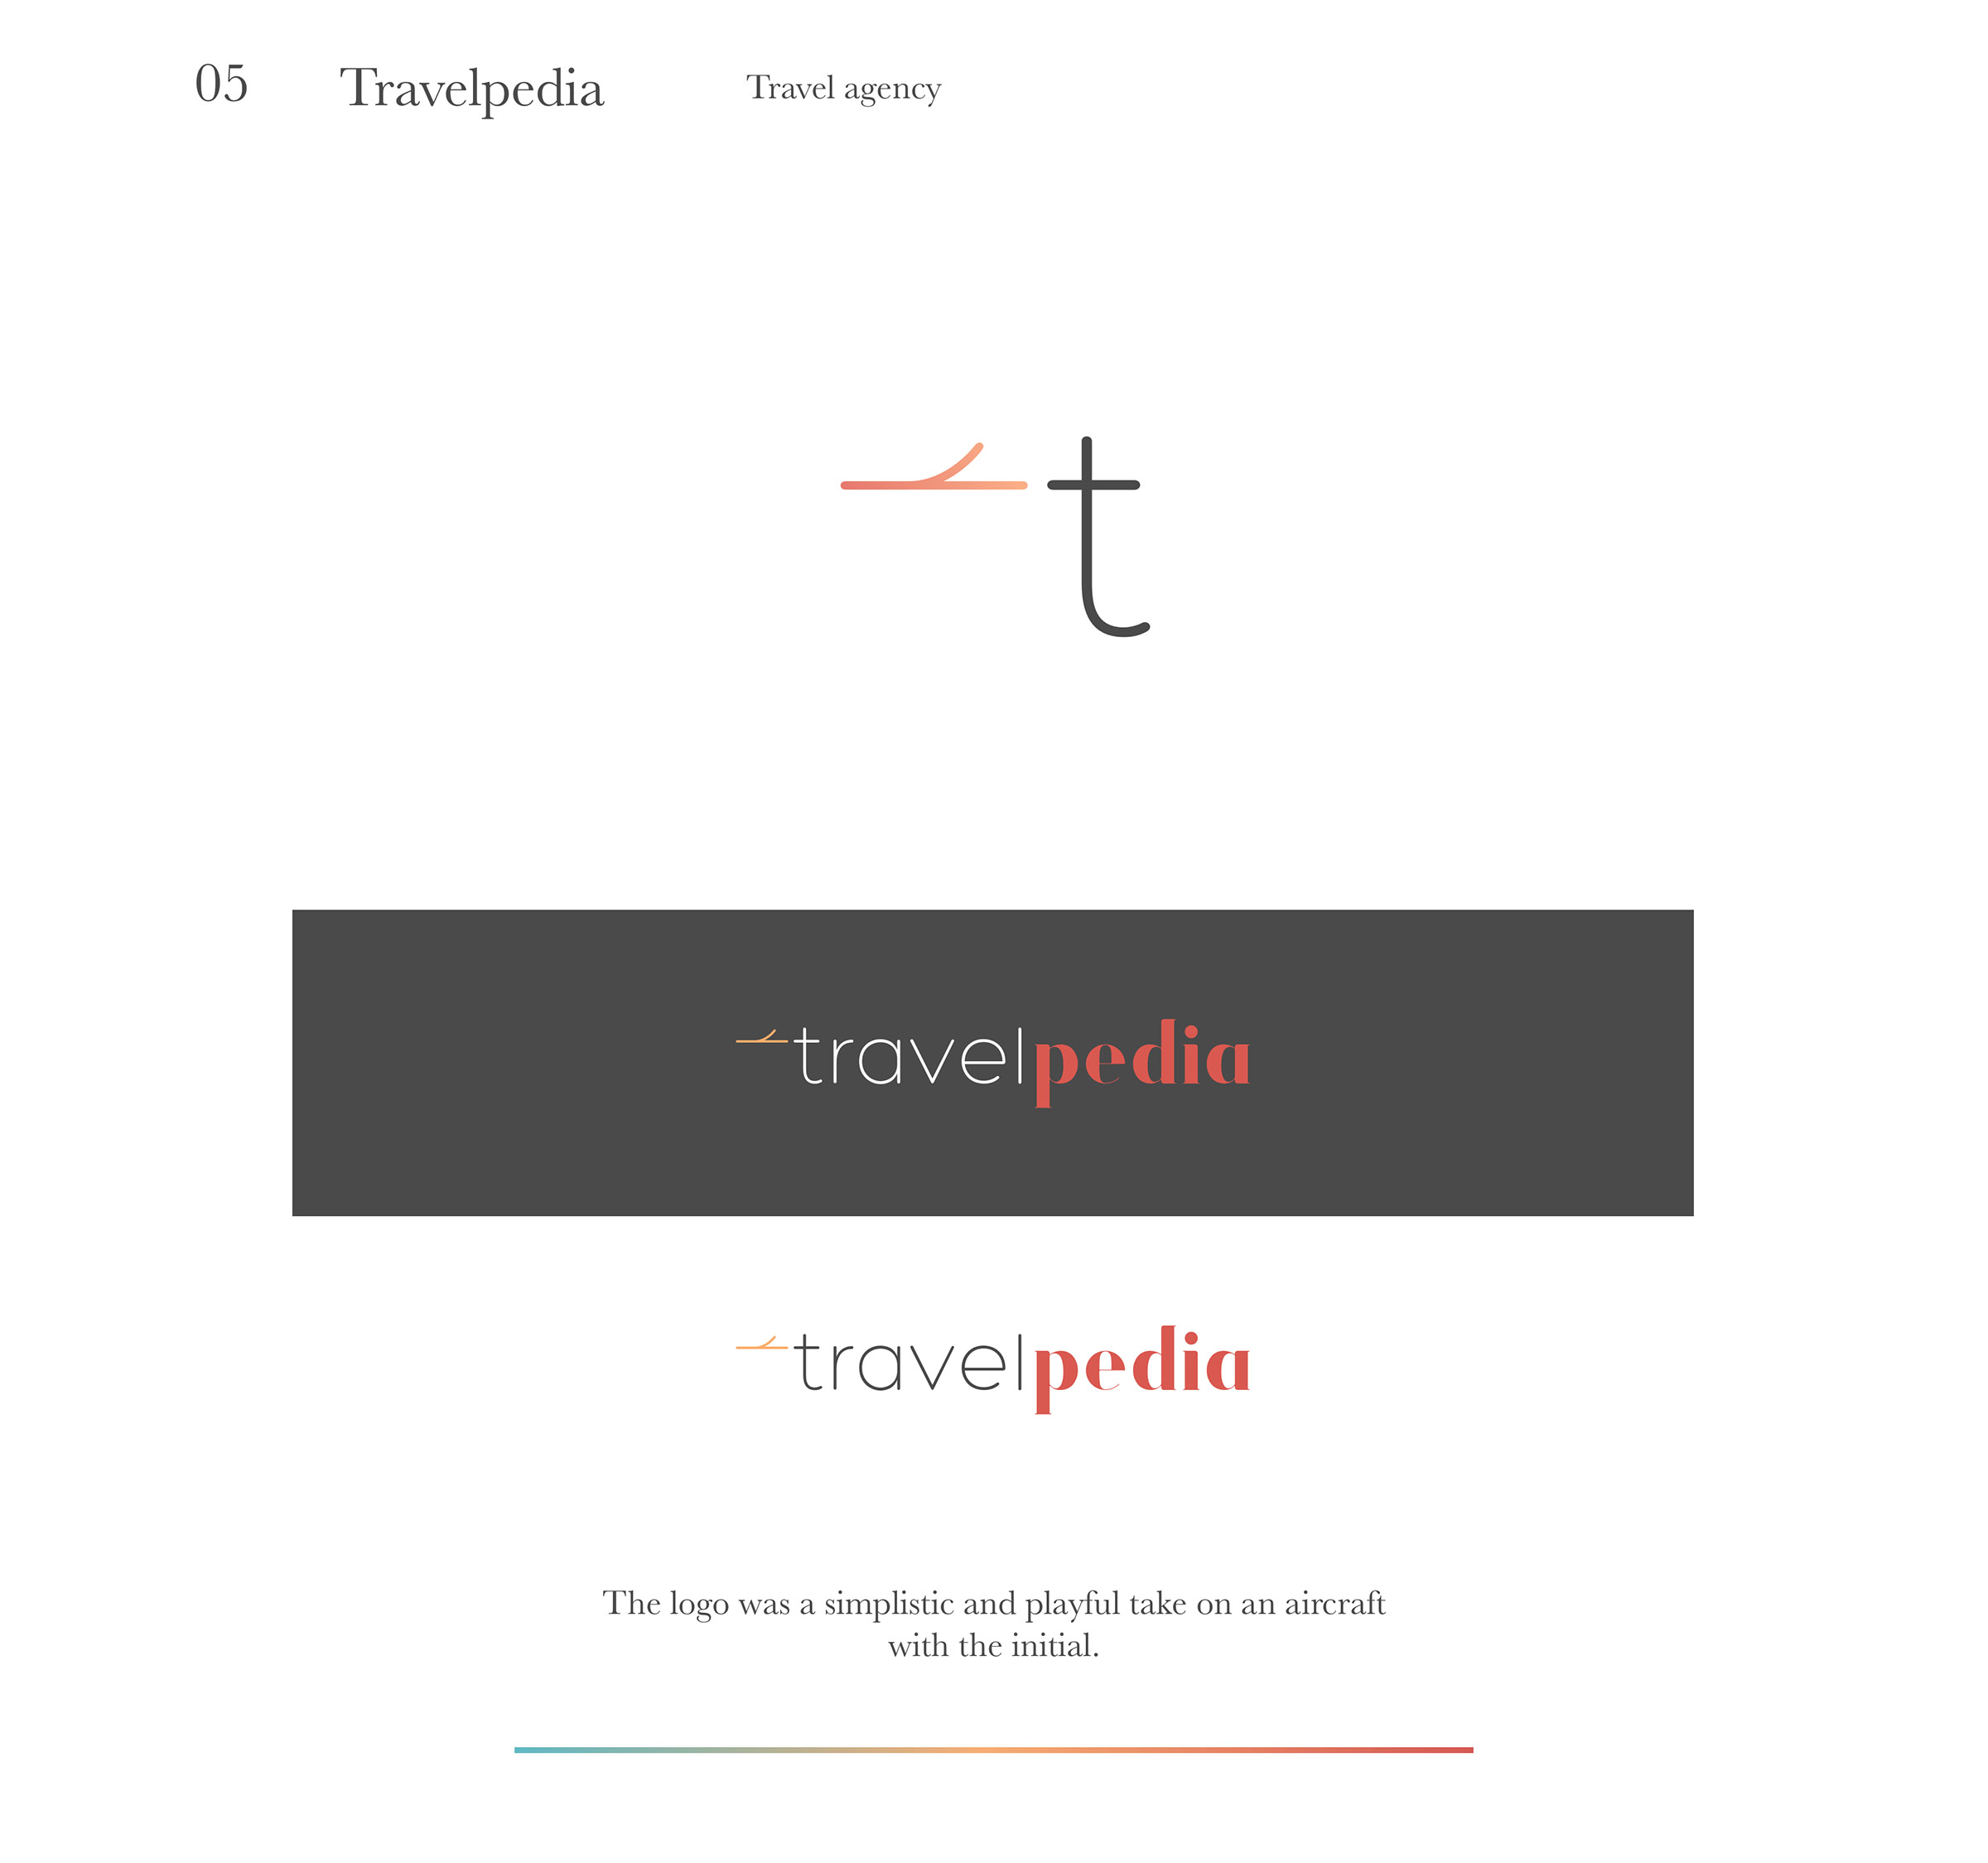 05 Travelpedia Travel agency
t
travelpedia
travelpedia
The logo was a simplistic and playful take on an aircraft
with the initial.